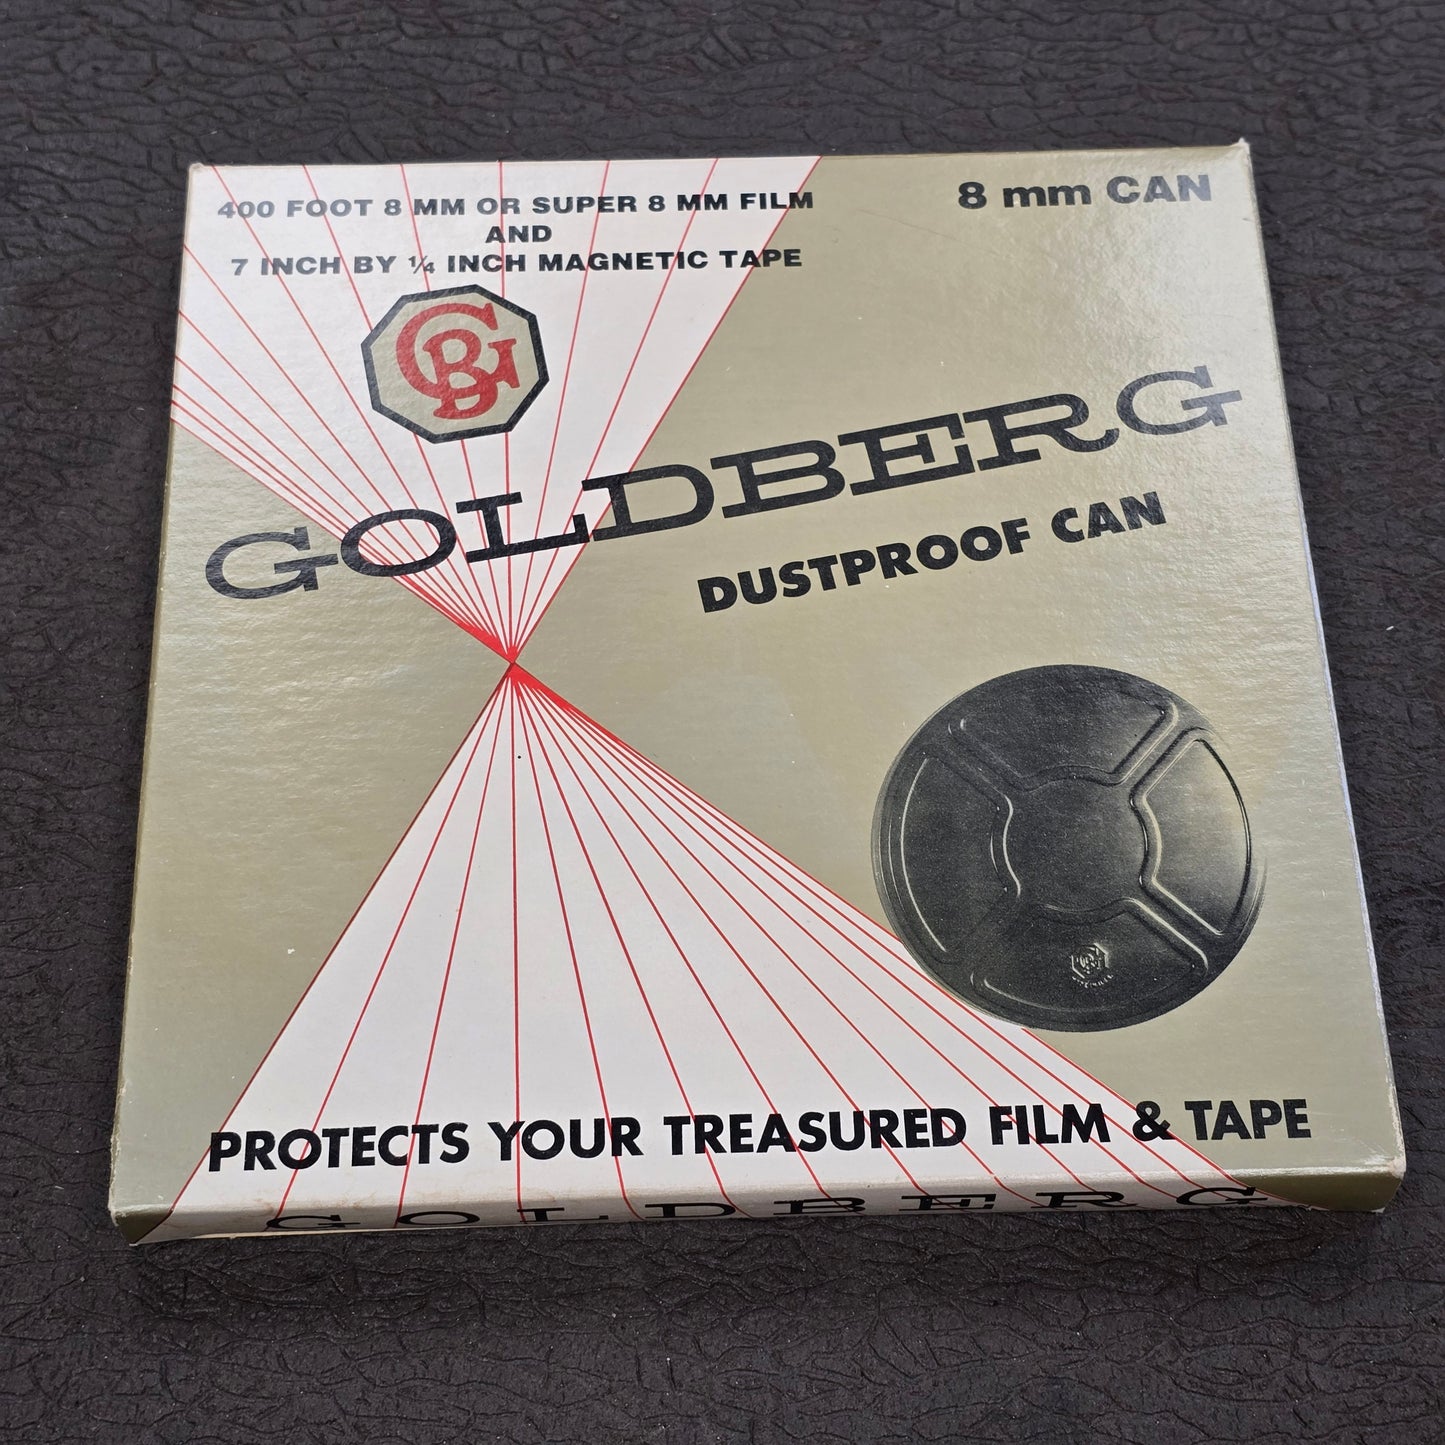 400 FOOT 8 MM OR SUPER 8 MM FILM
AND
7 INCH BY ¼ INCH MAGNETIC TAPE
8 mm CAN
GB
GOLDBERG
DUSTPROOF CAN
PROTECTS YOUR TREASURED FILM & TAPE
GOLDBERG